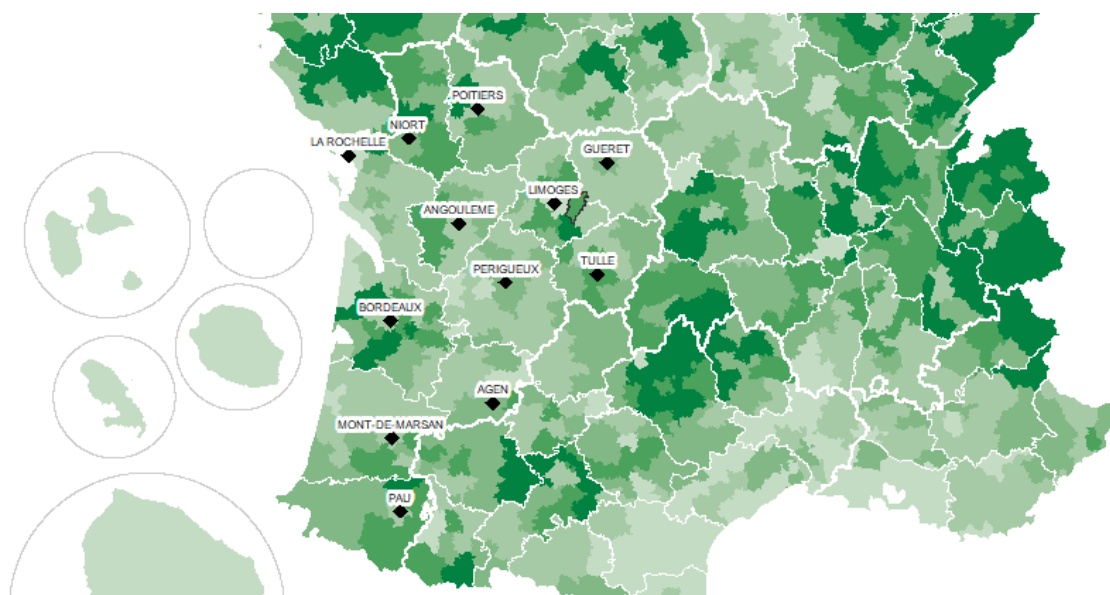 POITIERS
NIORT
LA ROCHELLE
GUERET
LIMOGES
ANGOULEME
TULLE
PERIGUEUX
BORDEAUX
AGEN
MONT-DE-MARSAN
PAU